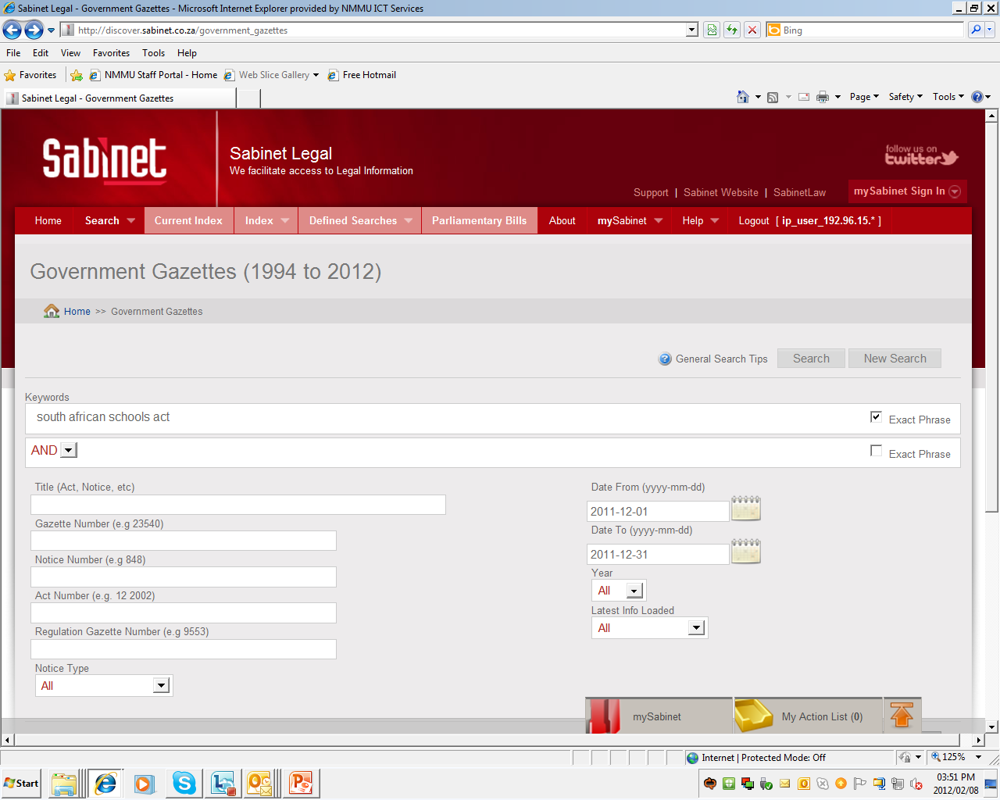 Sabinet Legal - Government Gazettes - Microsoft Internet Explorer provided by NMMU ICT Services
http://discover.sabinet.co.za/government_gazettes
Bing
File Edit View Favorites Tools Help
Favorites NMMU Staff Portal - Home Web Slice Gallery Free Hotmail
Sabinet Legal - Government Gazettes
Page Safety Tools
Sabinet
Sabinet Legal
We facilitate access to Legal Information
follow us on
twitter
Support | Sabinet Website | SabinetLaw
mySabinet Sign In
Home Search Current Index Index Defined Searches Parliamentary Bills About mySabinet Help Logout [ ip_user_192.96.15.* ]
Government Gazettes (1994 to 2012)
Home >> Government Gazettes
General Search Tips Search New Search
Keywords
south african schools act Exact Phrase
AND Exact Phrase
Title (Act, Notice, etc)
Gazette Number (e.g 23540)
Notice Number (e.g 848)
Act Number (e.g. 12 2002)
Regulation Gazette Number (e.g 9553)
Notice Type
All
Date From (yyyy-mm-dd)
2011-12-01
Date To (yyyy-mm-dd)
2011-12-31
Year
All
Latest Info Loaded
All
mySabinet My Action List (0)
Internet | Protected Mode: Off 125%
Start
03:51 PM
2012/02/08